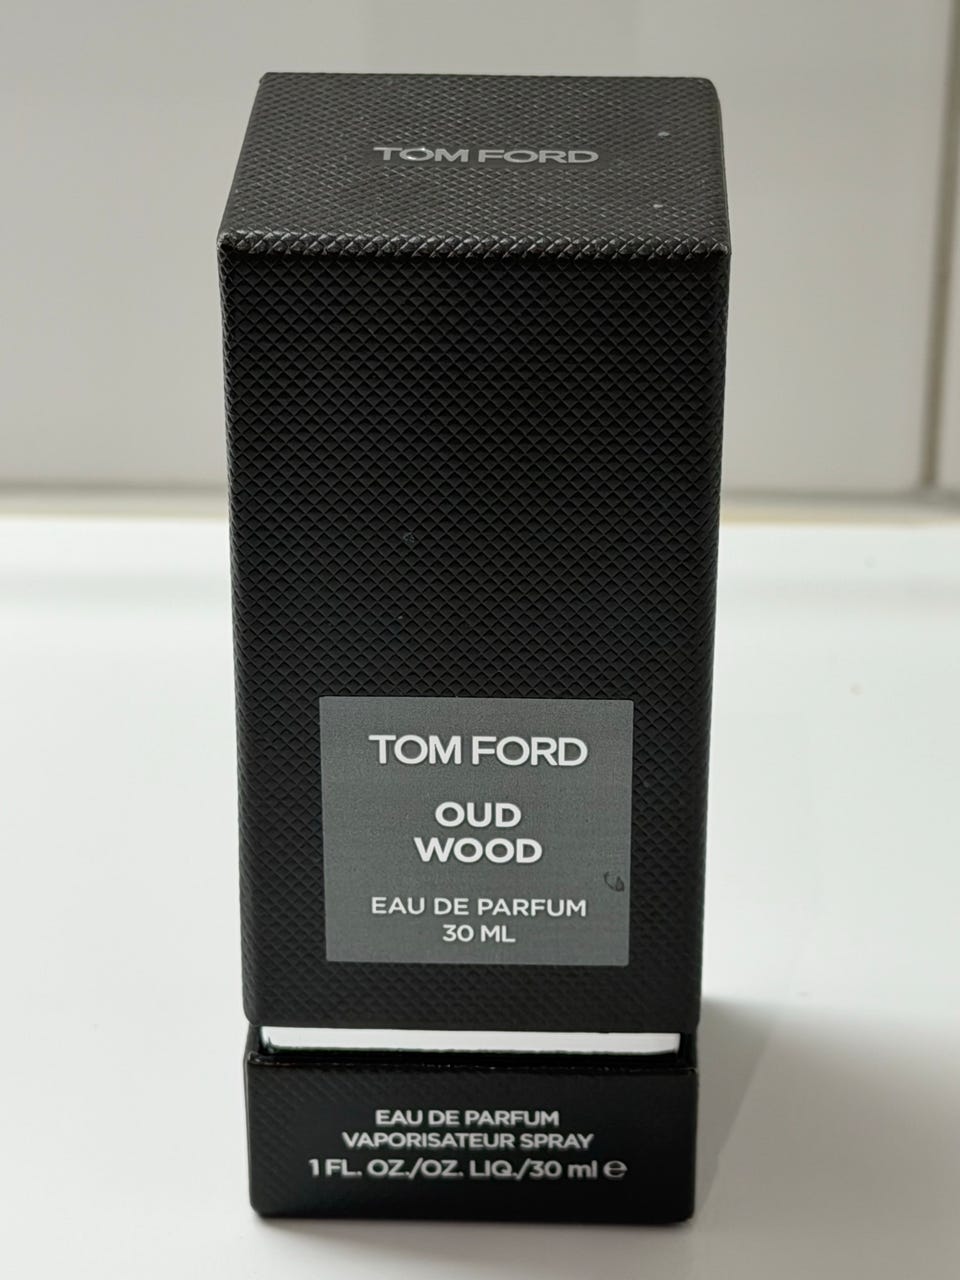 TOM FORD
TOM FORD
OUD
WOOD
EAU DE PARFUM
30 ML
EAU DE PARFUM
VAPORISATEUR SPRAY
1 FL. OZ./OZ. LIQ./30 ml ℮